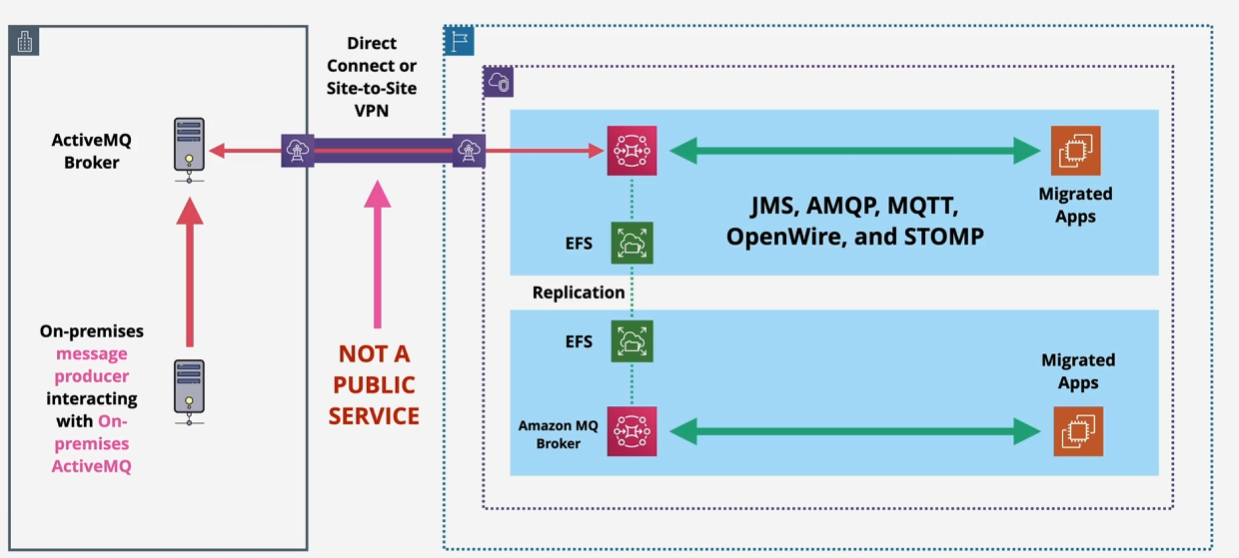 Direct
Connect or
Site-to-Site
VPN
ActiveMQ
Broker
On-premises
message
producer
interacting
with On-
premises
ActiveMQ
NOT A
PUBLIC
SERVICE
EFS
Replication
EFS
Amazon MQ
Broker
JMS, AMQP, MQTT,
OpenWire, and STOMP
Migrated
Apps
Migrated
Apps